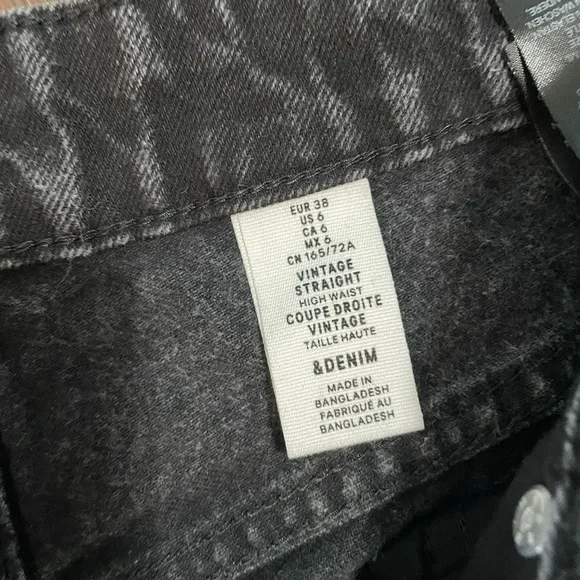 EUR 38
US 6
CA 6
MX 6
CN 165/72A
VINTAGE
STRAIGHT
HIGH WAIST
COUPE DROITE
VINTAGE
TAILLE HAUTE
&DENIM
MADE IN
BANGLADESH
FABRIQUÉ AU
BANGLADESH
WASCHEN